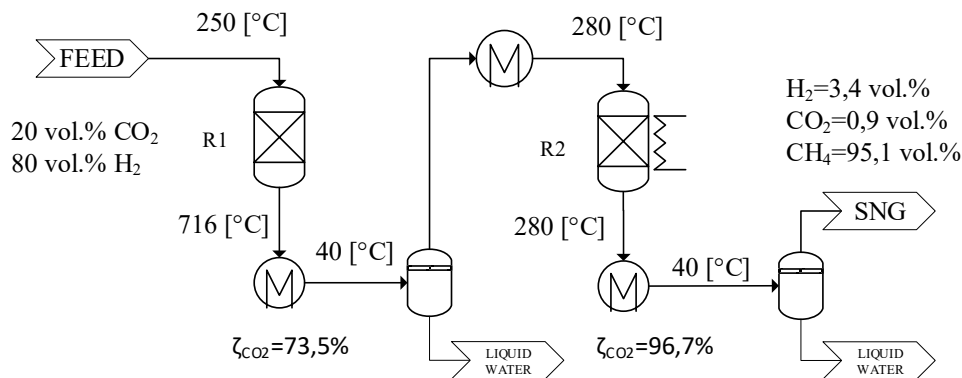 250 [°C]
280 [°C]
FEED
H₂=3,4 vol.%
CO₂=0,9 vol.%
CH₄=95,1 vol.%
20 vol.% CO₂
80 vol.% H₂
R1
R2
SNG
716 [°C]
280 [°C]
40 [°C]
40 [°C]
ζCO2=73,5%
LIQUID
WATER
ζCO2=96,7%
LIQUID
WATER